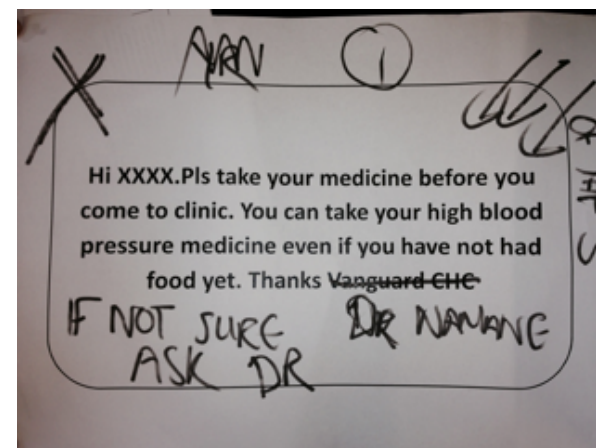 ①
Hi XXXX.Pls take your medicine before you
come to clinic. You can take your high blood
pressure medicine even if you have not had
food yet. Thanks Vanguard CHC
IF NOT SURE DR NAMANE
ASK DR